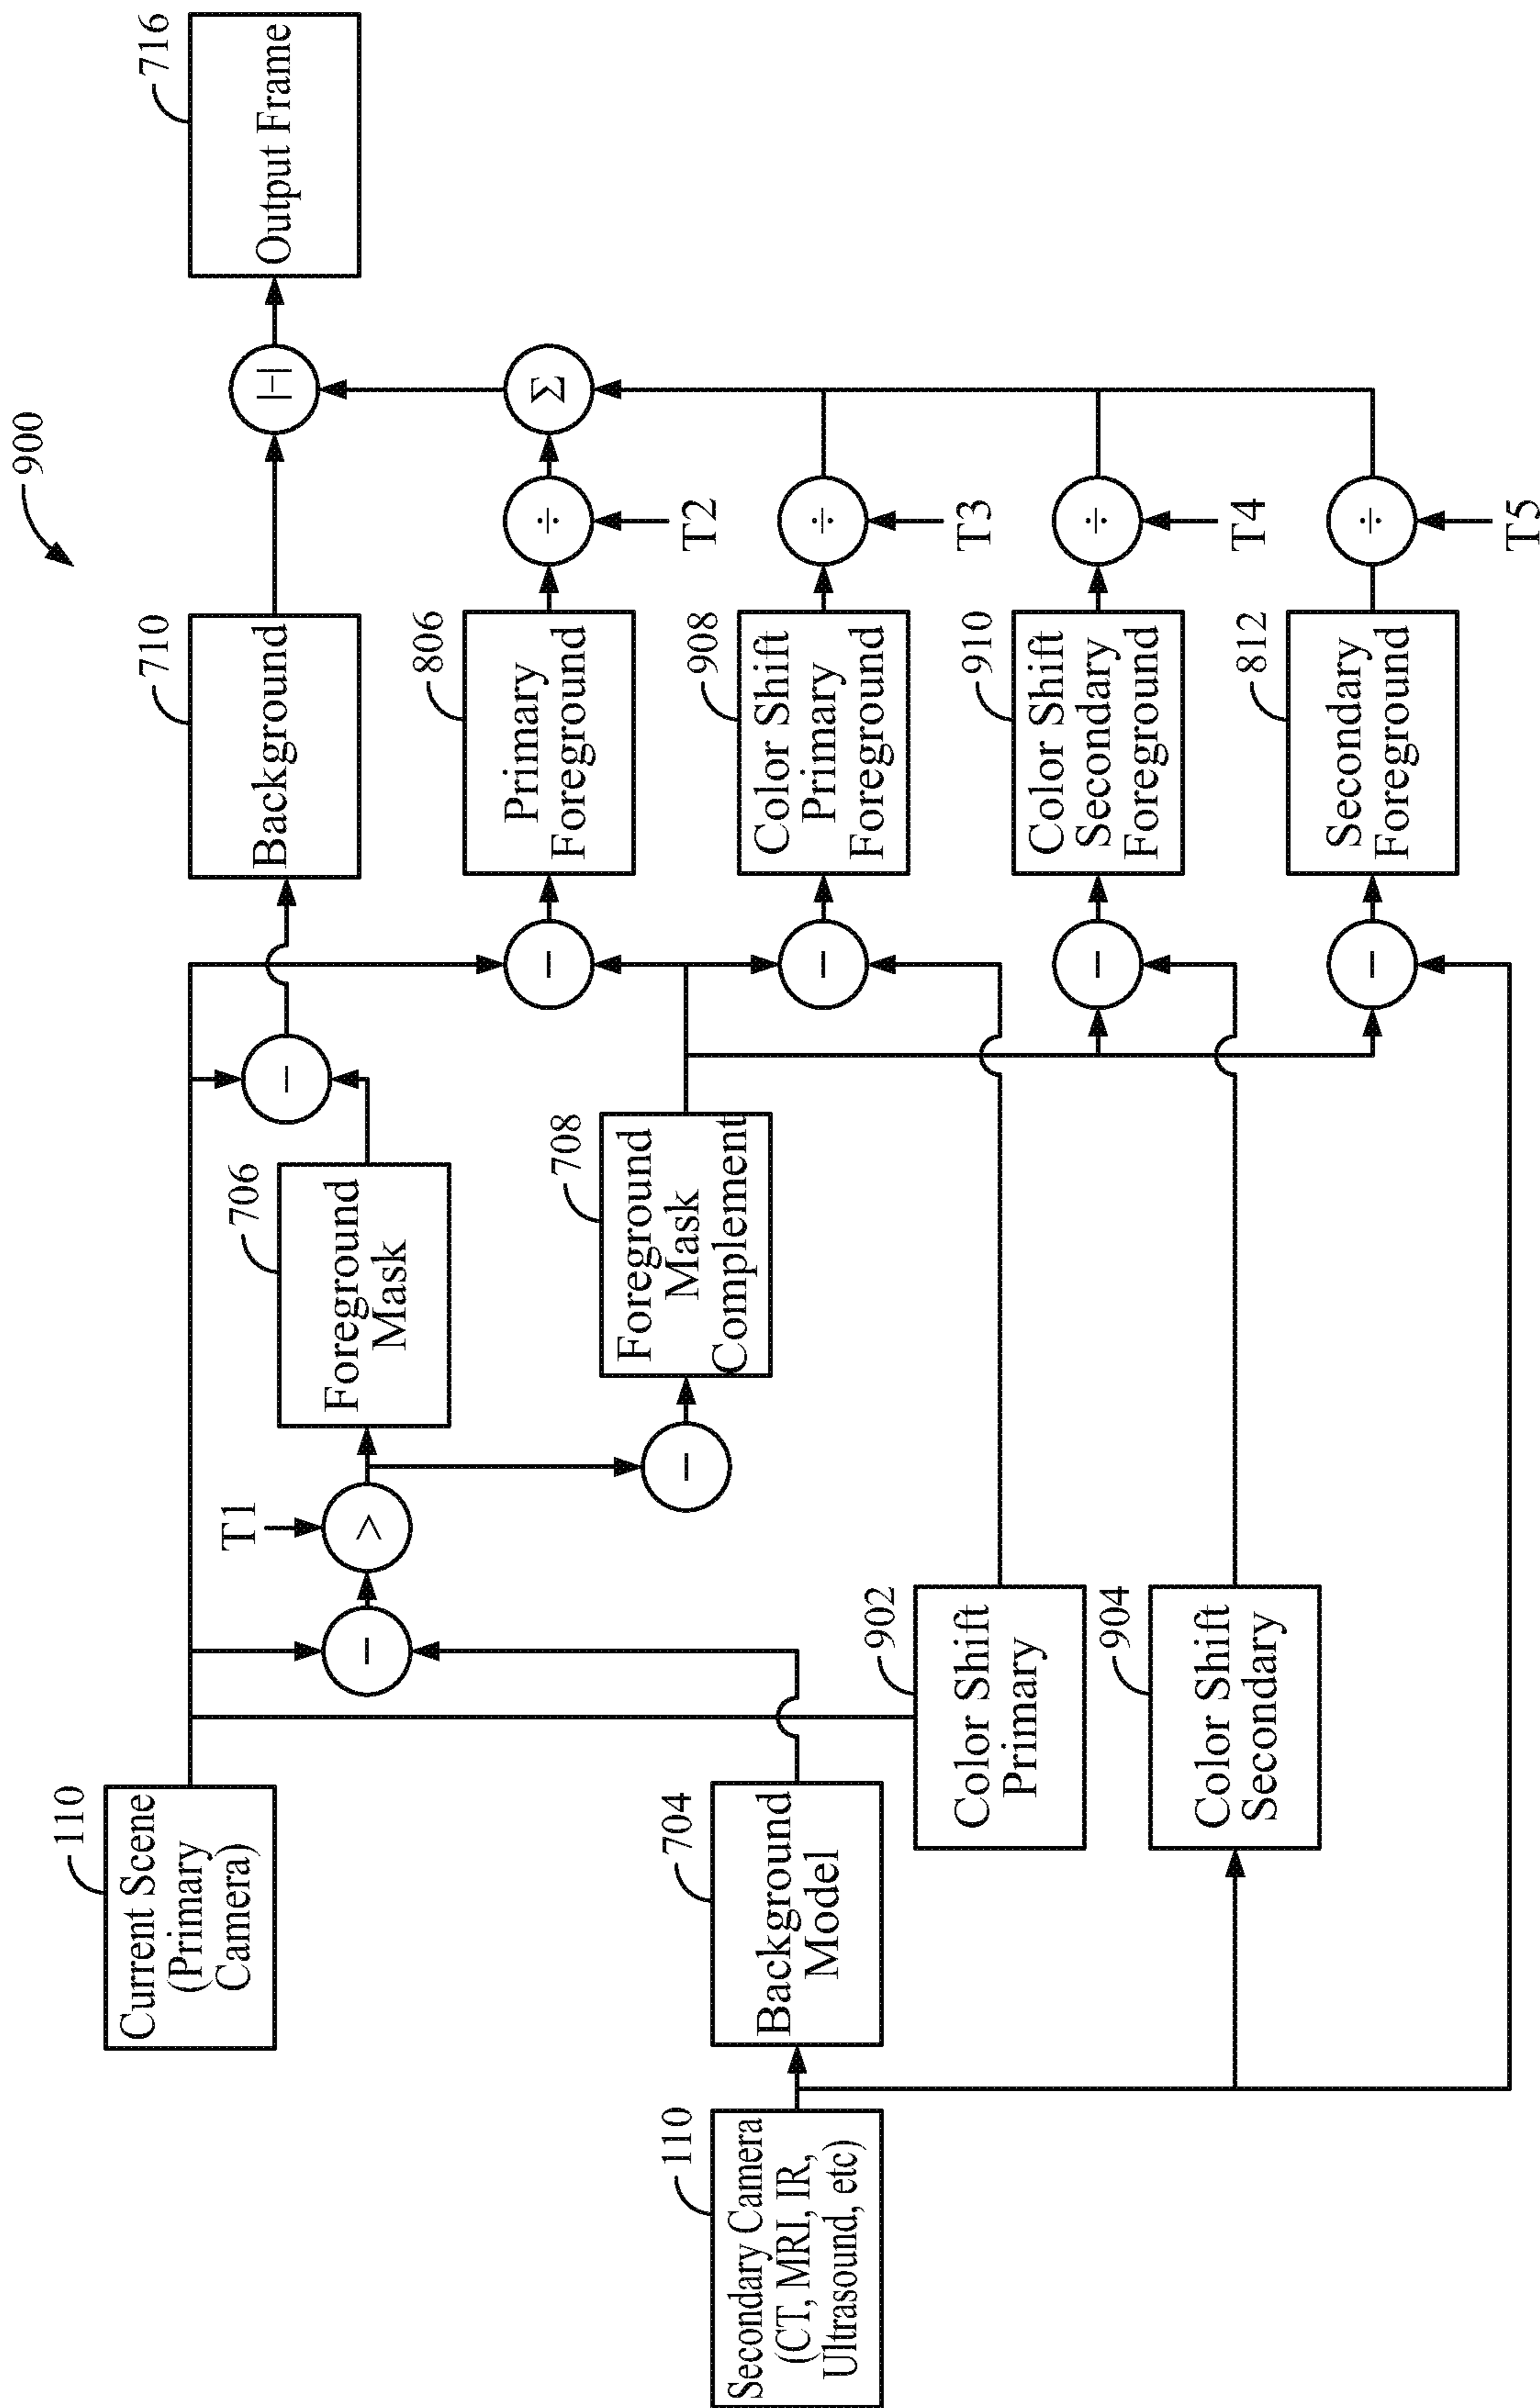 900
110
Current Scene
(Primary
Camera)
110
Secondary Camera
(CT, MRI, IR,
Ultrasound, etc)
704
Background
Model
902
Color Shift
Primary
904
Color Shift
Secondary
−
>
T1
706
Foreground
Mask
−
708
Foreground
Mask
Complement
−
−
−
−
−
710
Background
806
Primary
Foreground
908
Color Shift
Primary
Foreground
910
Color Shift
Secondary
Foreground
812
Secondary
Foreground
÷
T2
÷
T3
÷
T4
÷
T5
Σ
|−|
716
Output Frame